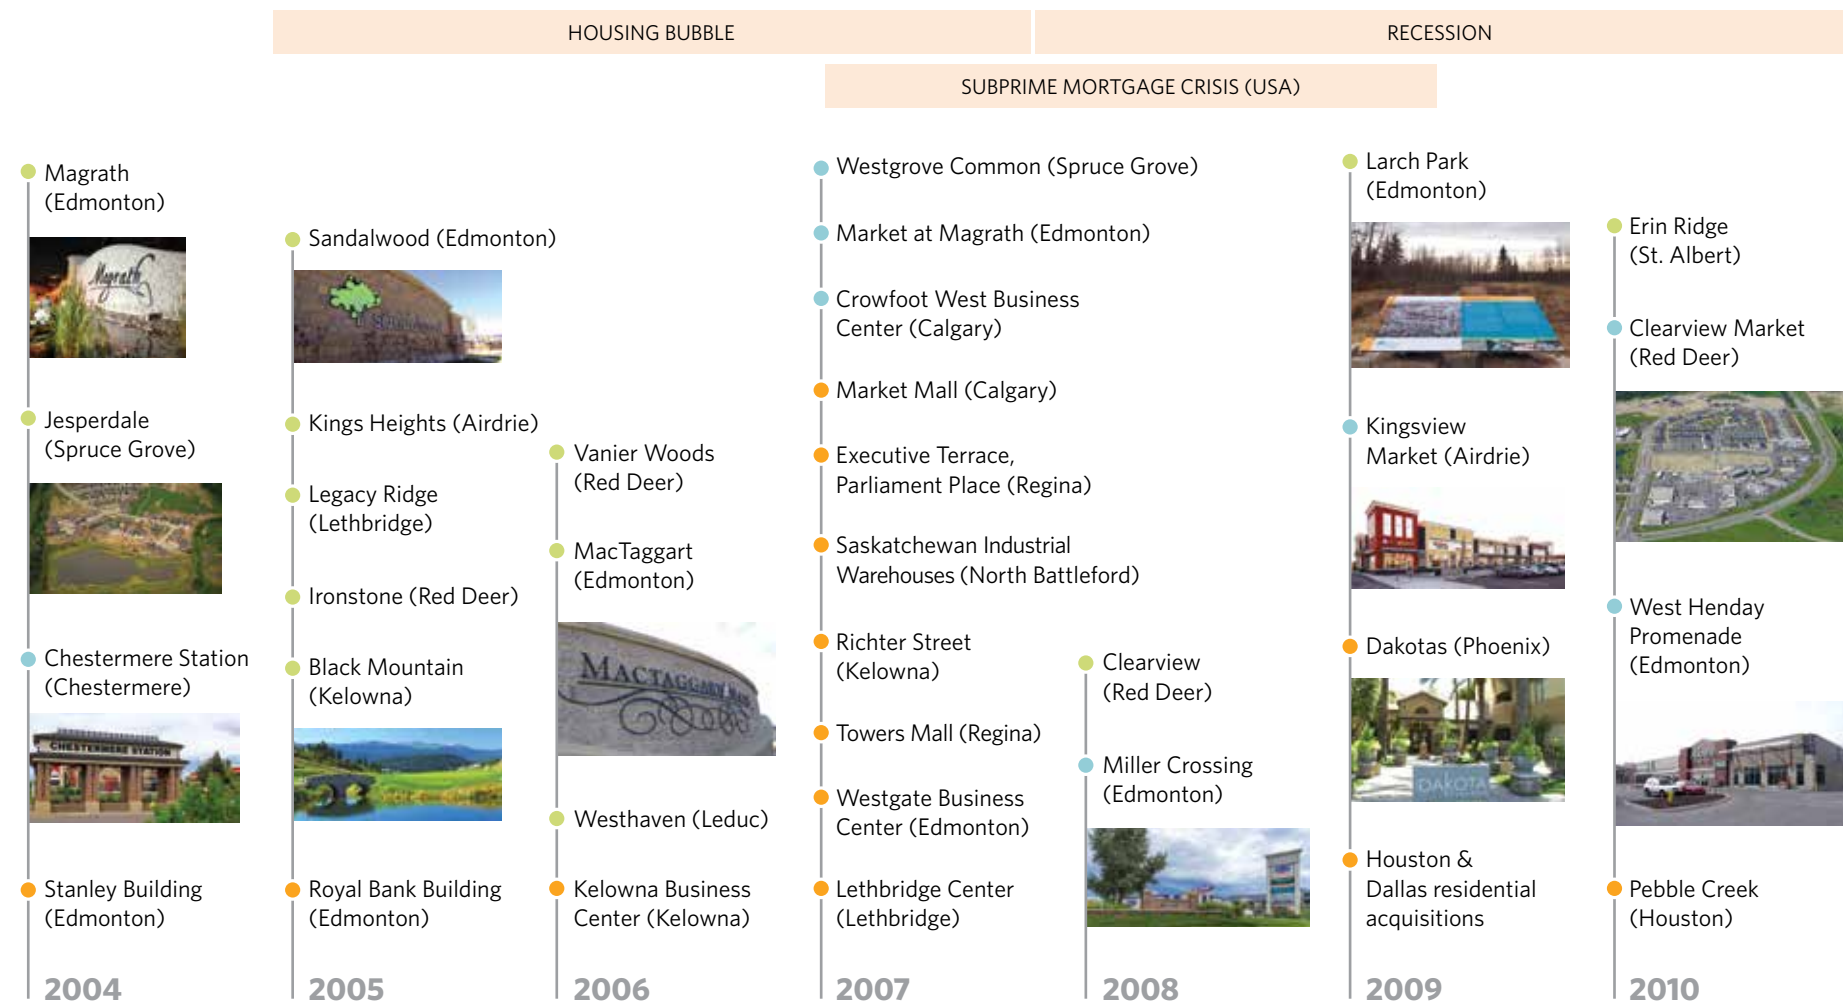 HOUSING BUBBLE
RECESSION
SUBPRIME MORTGAGE CRISIS (USA)
Magrath
(Edmonton)
Magrath
Jesperdale
(Spruce Grove)
Chestermere Station
(Chestermere)
CHESTERMERE STATION
Stanley Building
(Edmonton)
2004
Sandalwood (Edmonton)
Kings Heights (Airdrie)
Legacy Ridge
(Lethbridge)
Ironstone (Red Deer)
Black Mountain
(Kelowna)
Royal Bank Building
(Edmonton)
2005
Vanier Woods
(Red Deer)
MacTaggart
(Edmonton)
MACTAGGART
Westhaven (Leduc)
Kelowna Business
Center (Kelowna)
2006
Westgrove Common (Spruce Grove)
Market at Magrath (Edmonton)
Crowfoot West Business
Center (Calgary)
Market Mall (Calgary)
Executive Terrace,
Parliament Place (Regina)
Saskatchewan Industrial
Warehouses (North Battleford)
Richter Street
(Kelowna)
Towers Mall (Regina)
Westgate Business
Center (Edmonton)
Lethbridge Center
(Lethbridge)
2007
Clearview
(Red Deer)
Miller Crossing
(Edmonton)
2008
Larch Park
(Edmonton)
Kingsview
Market (Airdrie)
Dakotas (Phoenix)
DAKOTA
Houston &
Dallas residential
acquisitions
2009
Erin Ridge
(St. Albert)
Clearview Market
(Red Deer)
West Henday
Promenade
(Edmonton)
Pebble Creek
(Houston)
2010